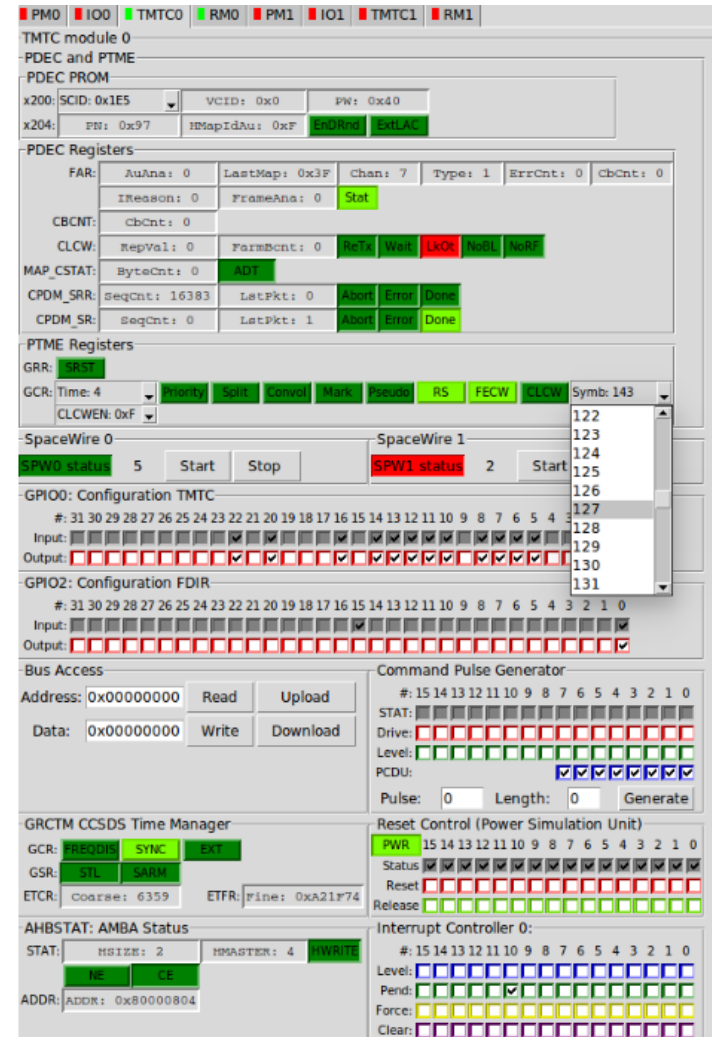 PM0 IO0 TMTC0 RM0 PM1 IO1 TMTC1 RM1
TMTC module 0
PDEC and PTME
PDEC PROM
x200: SCID: 0x1E5 VCID: 0x0 PW: 0x40
x204: PN: 0x97 HMapIdAu: 0xF EnDRnd ExtLAC
PDEC Registers
FAR: AuAna: 0 LastMap: 0x3F Chan: 7 Type: 1 ErrCnt: 0 CbCnt: 0
IReason: 0 FrameAna: 0 Stat
CBCNT: CbCnt: 0
CLCW: RepVal: 0 FarmBcnt: 0 ReTx Wait LkOt NoBL NoRF
MAP_CSTAT: ByteCnt: 0 ADT
CPDM_SRR: SeqCnt: 16383 LstPkt: 0 Abort Error Done
CPDM_SR: SeqCnt: 0 LstPkt: 1 Abort Error Done
PTME Registers
GRR: SRST
GCR: Time: 4 Priority Split Convol Mark Pseudo RS FECW CLCW Symb: 143
CLCWEN: 0xF
122
123
124
125
126
127
128
129
130
131
SpaceWire 0
SPW0 status 5 Start Stop
SpaceWire 1
SPW1 status 2 Start
GPIO0: Configuration TMTC
#: 31 30 29 28 27 26 25 24 23 22 21 20 19 18 17 16 15 14 13 12 11 10 9 8 7 6 5 4
Input:
Output:
GPIO2: Configuration FDIR
#: 31 30 29 28 27 26 25 24 23 22 21 20 19 18 17 16 15 14 13 12 11 10 9 8 7 6 5 4 3 2 1 0
Input:
Output:
Bus Access
Address: 0x00000000 Read Upload
Data: 0x00000000 Write Download
Command Pulse Generator
#: 15 14 13 12 11 10 9 8 7 6 5 4 3 2 1 0
STAT:
Drive:
Level:
PCDU:
Pulse: 0 Length: 0 Generate
GRCTM CCSDS Time Manager
GCR: FREQDIS SYNC EXT
GSR: STL SARM
ETCR: Coarse: 6359 ETFR: Fine: 0xA21F74
Reset Control (Power Simulation Unit)
PWR 15 14 13 12 11 10 9 8 7 6 5 4 3 2 1 0
Status
Reset
Release
AHBSTAT: AMBA Status
STAT: HSIZE: 2 HMASTER: 4 HWRITE
NE CE
ADDR: ADDR: 0x80000804
Interrupt Controller 0:
#: 15 14 13 12 11 10 9 8 7 6 5 4 3 2 1 0
Level:
Pend:
Force:
Clear: